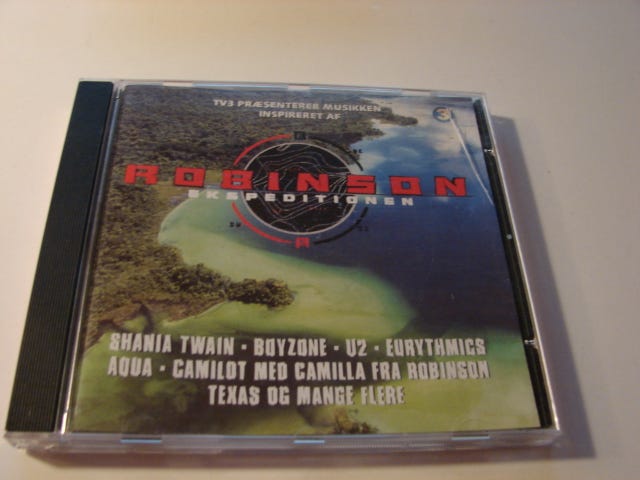 TV3 PRÆSENTERER MUSIKKEN
INSPIRERET AF
3
ROBINSON
EKSPEDITIONEN
SHANIA TWAIN · BOYZONE · U2 · EURYTHMICS
AQUA · CAMILOT MED CAMILLA FRA ROBINSON
TEXAS OG MANGE FLERE